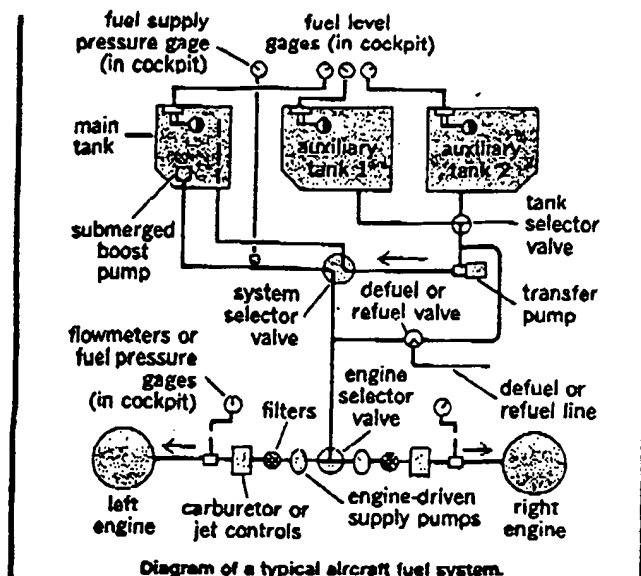 fuel supply
pressure gage
(in cockpit)
fuel level
gages (in cockpit)
main
tank
auxiliary
tank 1
auxiliary
tank 2
submerged
boost
pump
tank
selector
valve
system
selector
valve
defuel or
refuel valve
transfer
pump
flowmeters or
fuel pressure
gages
(in cockpit)
filters
engine
selector
valve
defuel or
refuel line
left
engine
carburetor or
jet controls
engine-driven
supply pumps
right
engine
Diagram of a typical aircraft fuel system.